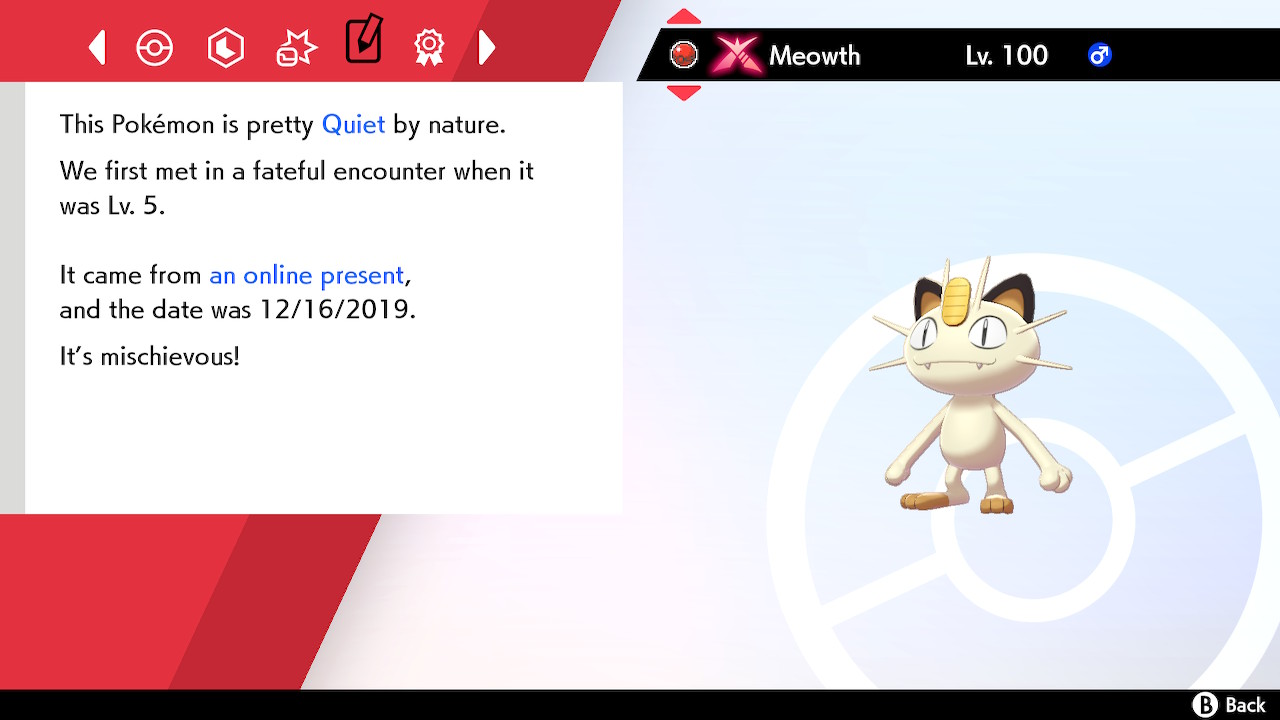 Meowth Lv. 100
This Pokémon is pretty Quiet by nature.
We first met in a fateful encounter when it
was Lv. 5.
It came from an online present,
and the date was 12/16/2019.
It's mischievous!
B Back